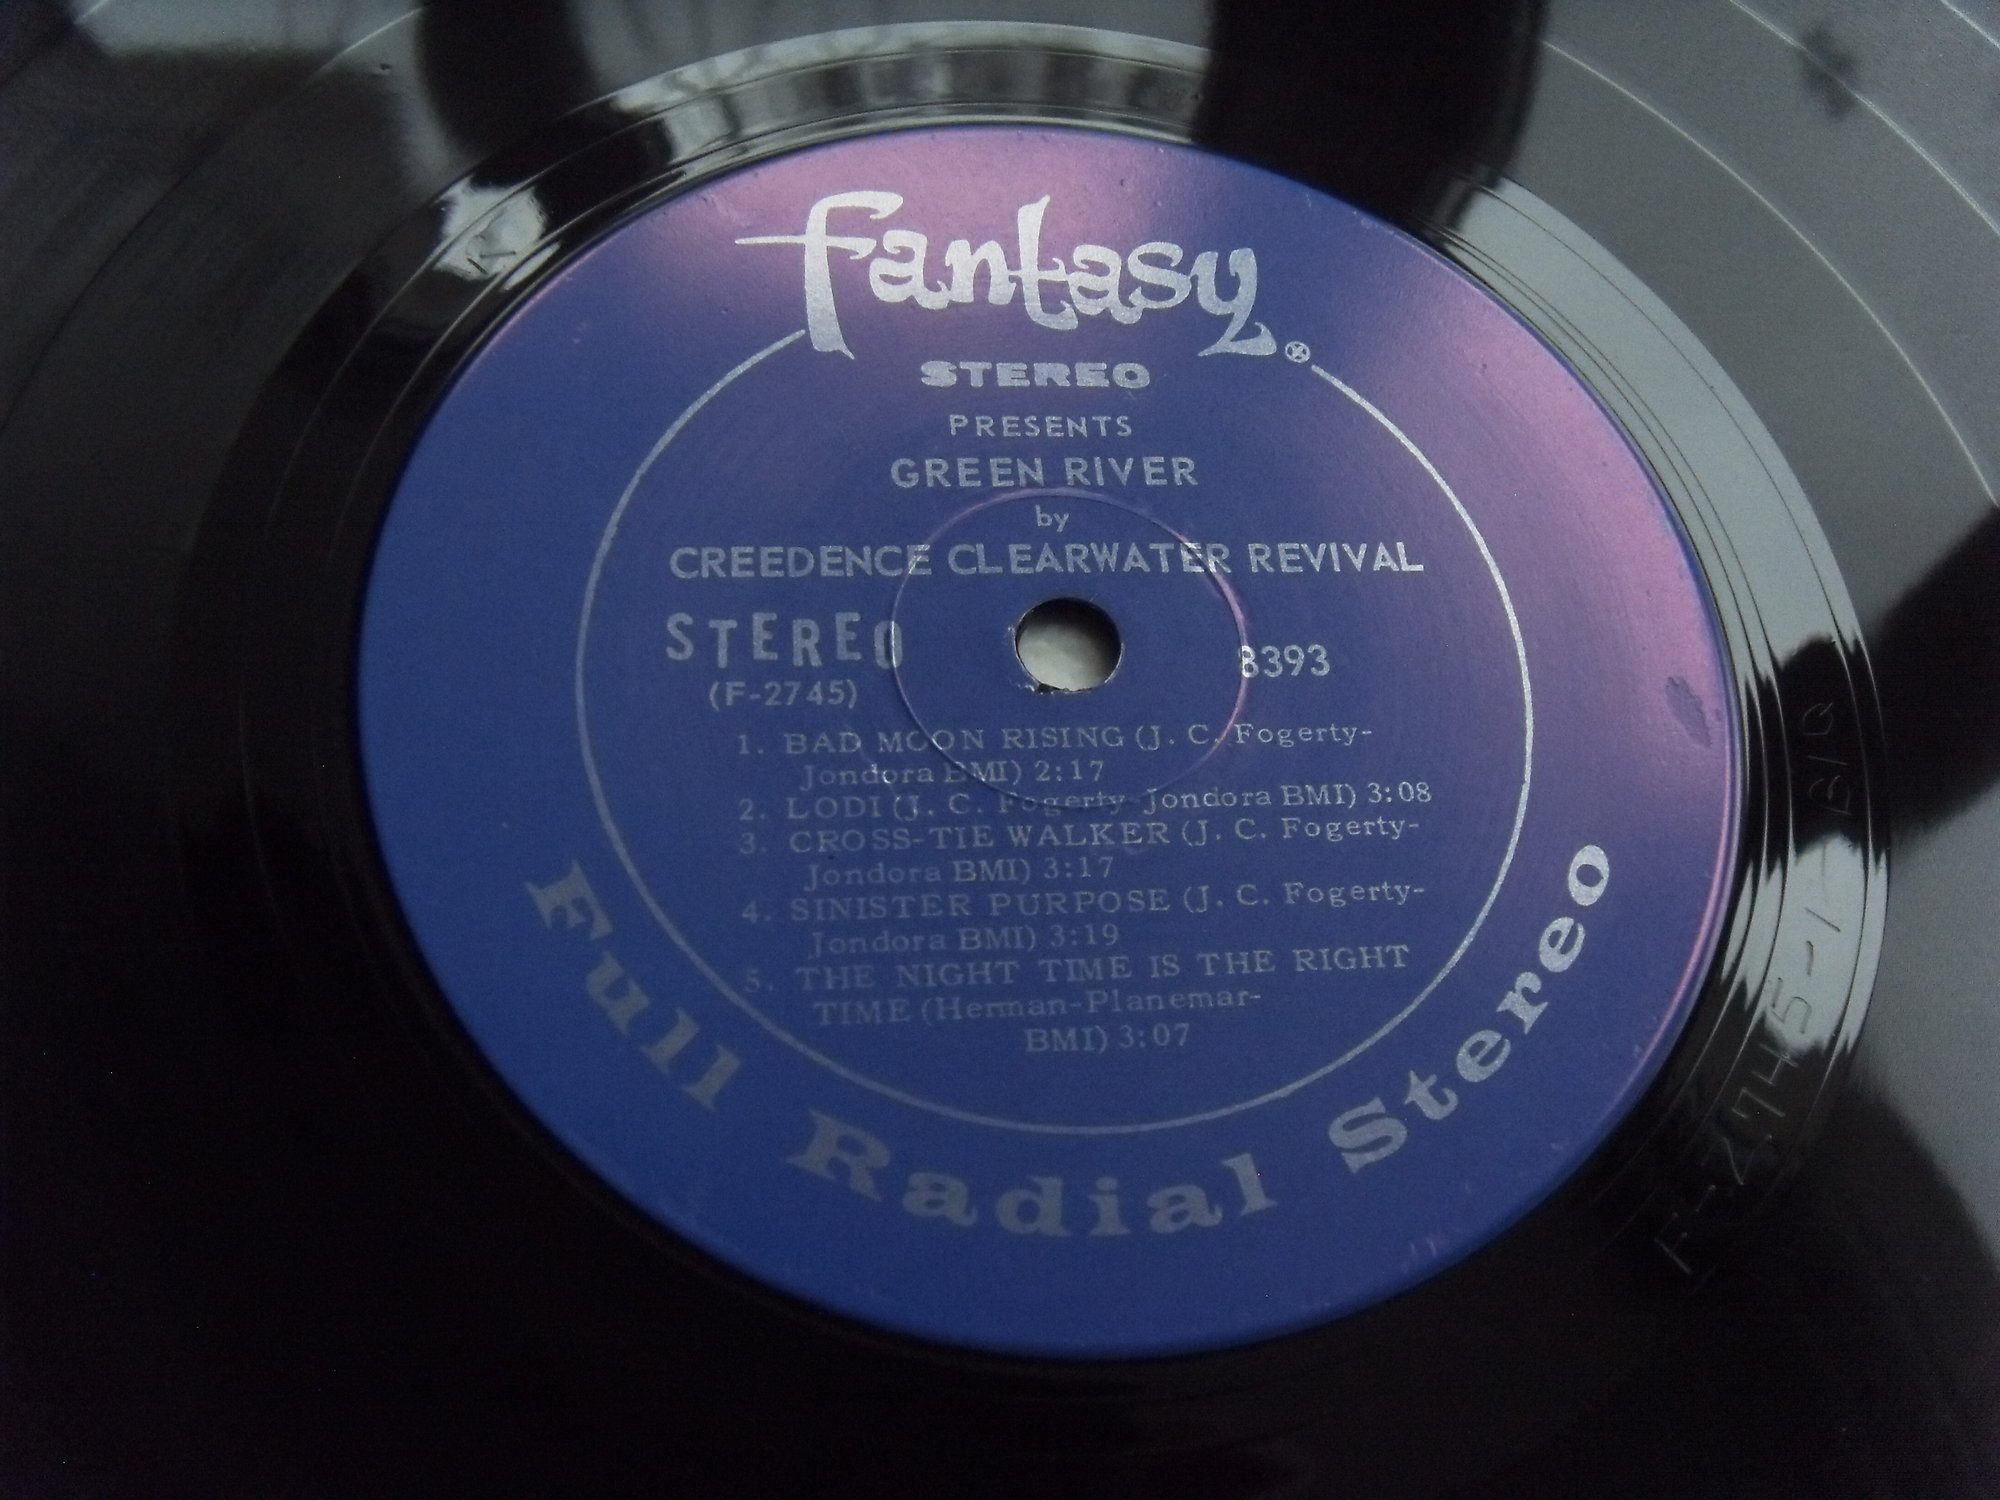 fantasy
STEREO
PRESENTS
GREEN RIVER
by
CREEDENCE CLEARWATER REVIVAL
STEREO 8393
(F-2745)
1. BAD MOON RISING (J. C. Fogerty-
Jondora BMI) 2:17
2. LODI (J. C. Fogerty-Jondora BMI) 3:08
3. CROSS-TIE WALKER (J. C. Fogerty-
Jondora BMI) 3:17
4. SINISTER PURPOSE (J. C. Fogerty-
Jondora BMI) 3:19
5. THE NIGHT TIME IS THE RIGHT
TIME (Herman-Planemar-
BMI) 3:07
Full Radial Stereo
F-2745-1